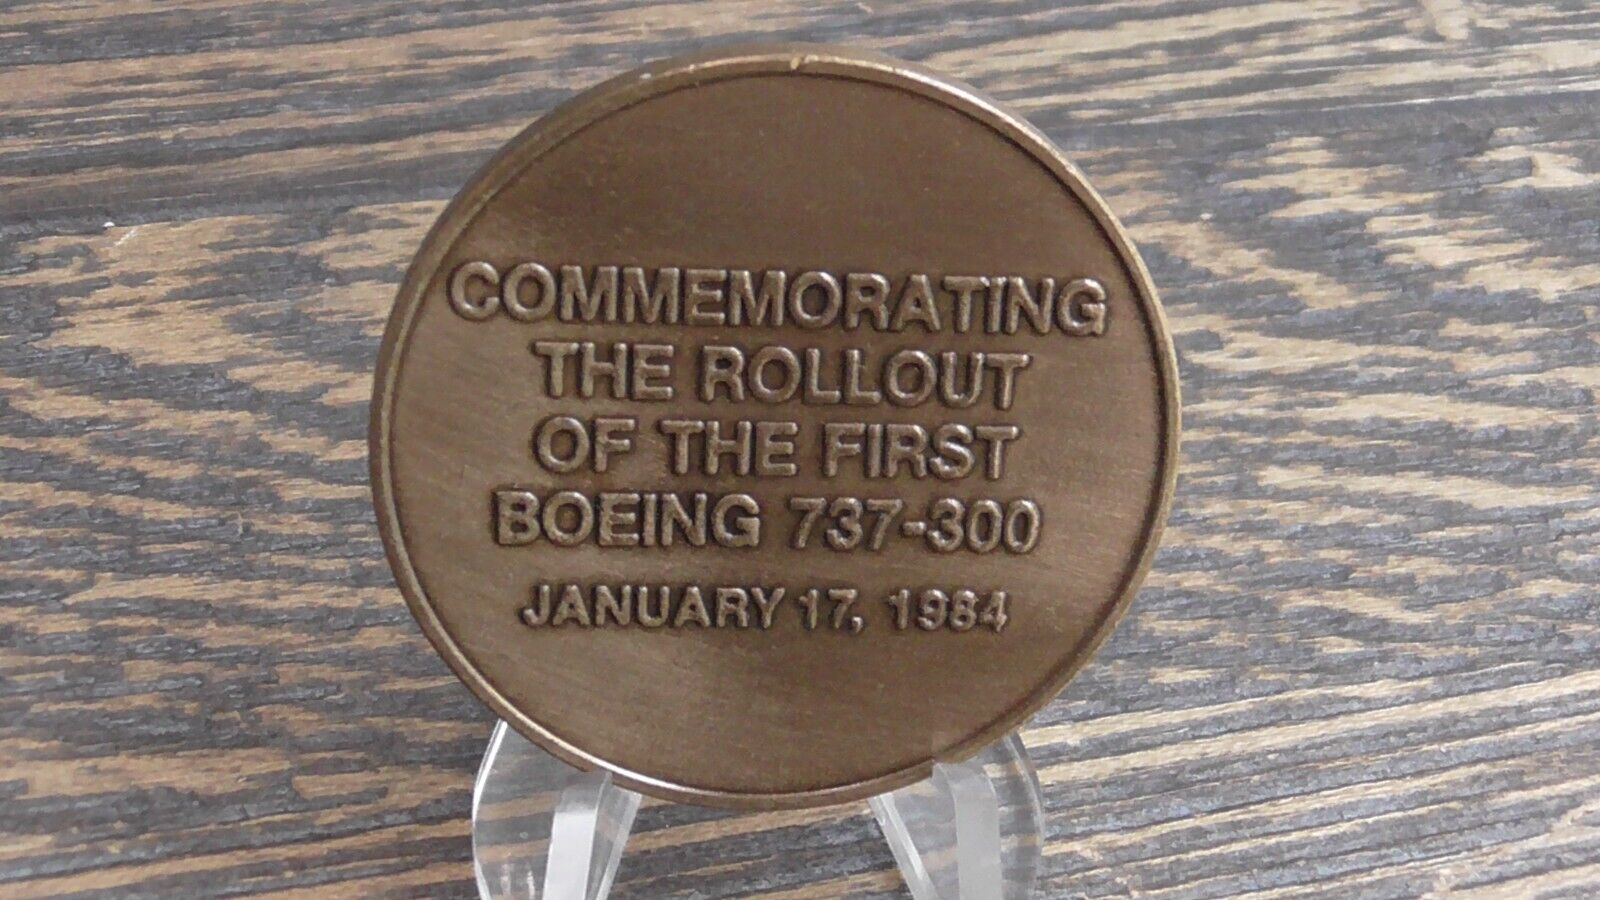 COMMEMORATING
THE ROLLOUT
OF THE FIRST
BOEING 737-300
JANUARY 17, 1984